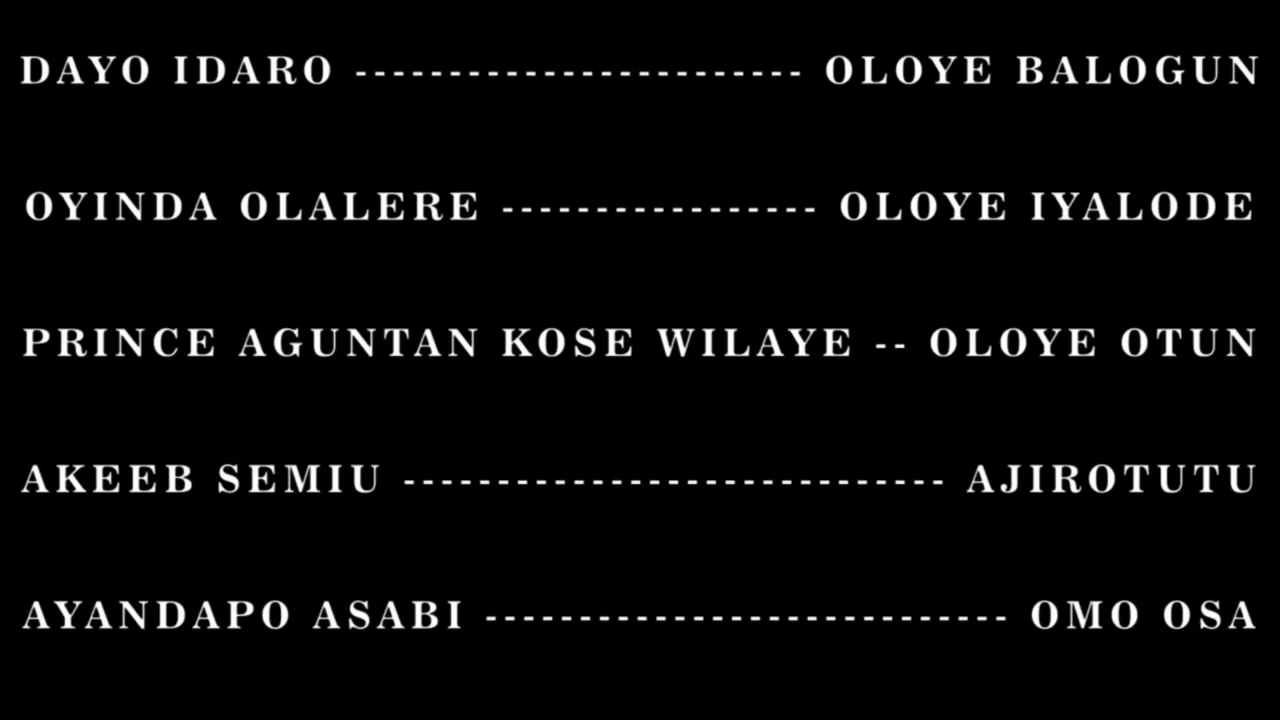 DAYO IDARO ------------------------ OLOYE BALOGUN
OYINDA OLALERE ----------------- OLOYE IYALODE
PRINCE AGUNTAN KOSE WILAYE -- OLOYE OTUN
AKEEB SEMIU ----------------------------- AJIROTUTU
AYANDAPO ASABI ---------------------------- OMO OSA